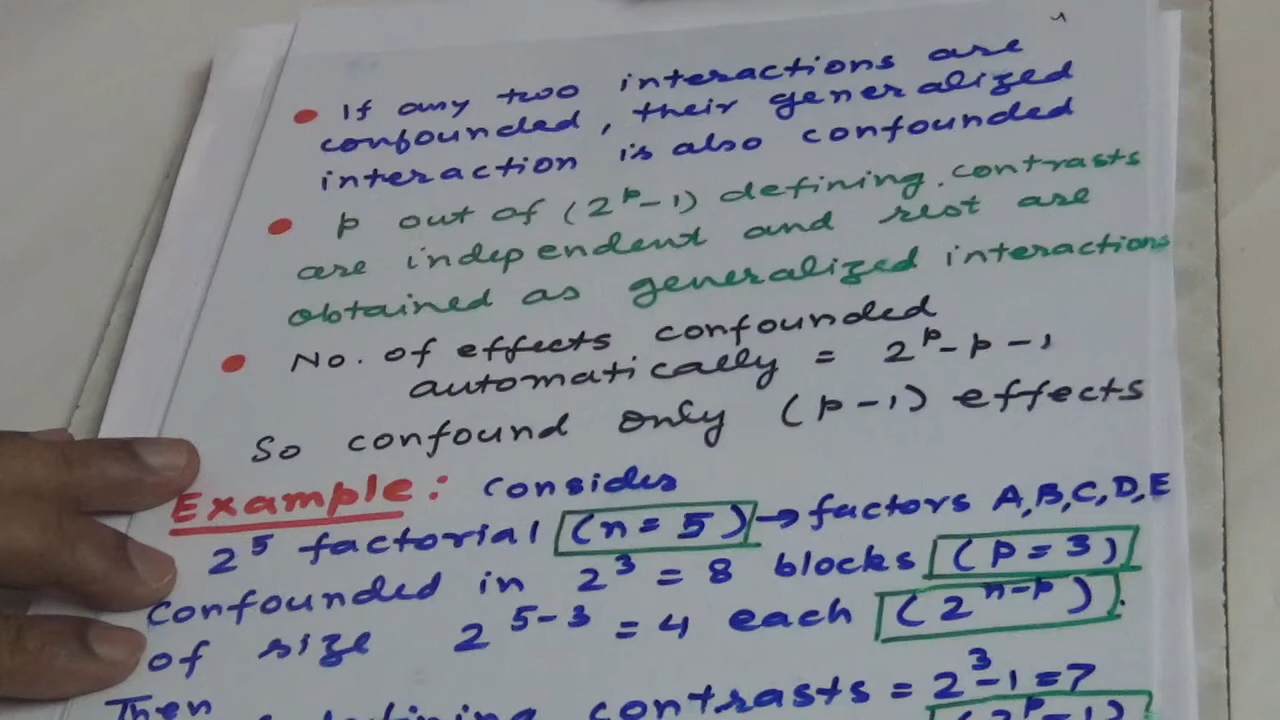 • If any two interactions are
confounded, their generalized
interaction is also confounded
• p out of (2^p-1) defining contrasts
are independent and rest are
obtained as generalized interactions
• No. of effects confounded
automatically = 2^p-p-1
So confound only (p-1) effects
Example: Consider
2^5 factorial (n=5) → factors A,B,C,D,E
confounded in 2^3 = 8 blocks (p=3)
of size 2^5-3 = 4 each (2^n-p).
Then
contrasts = 2^3-1=7
(2^p-1)